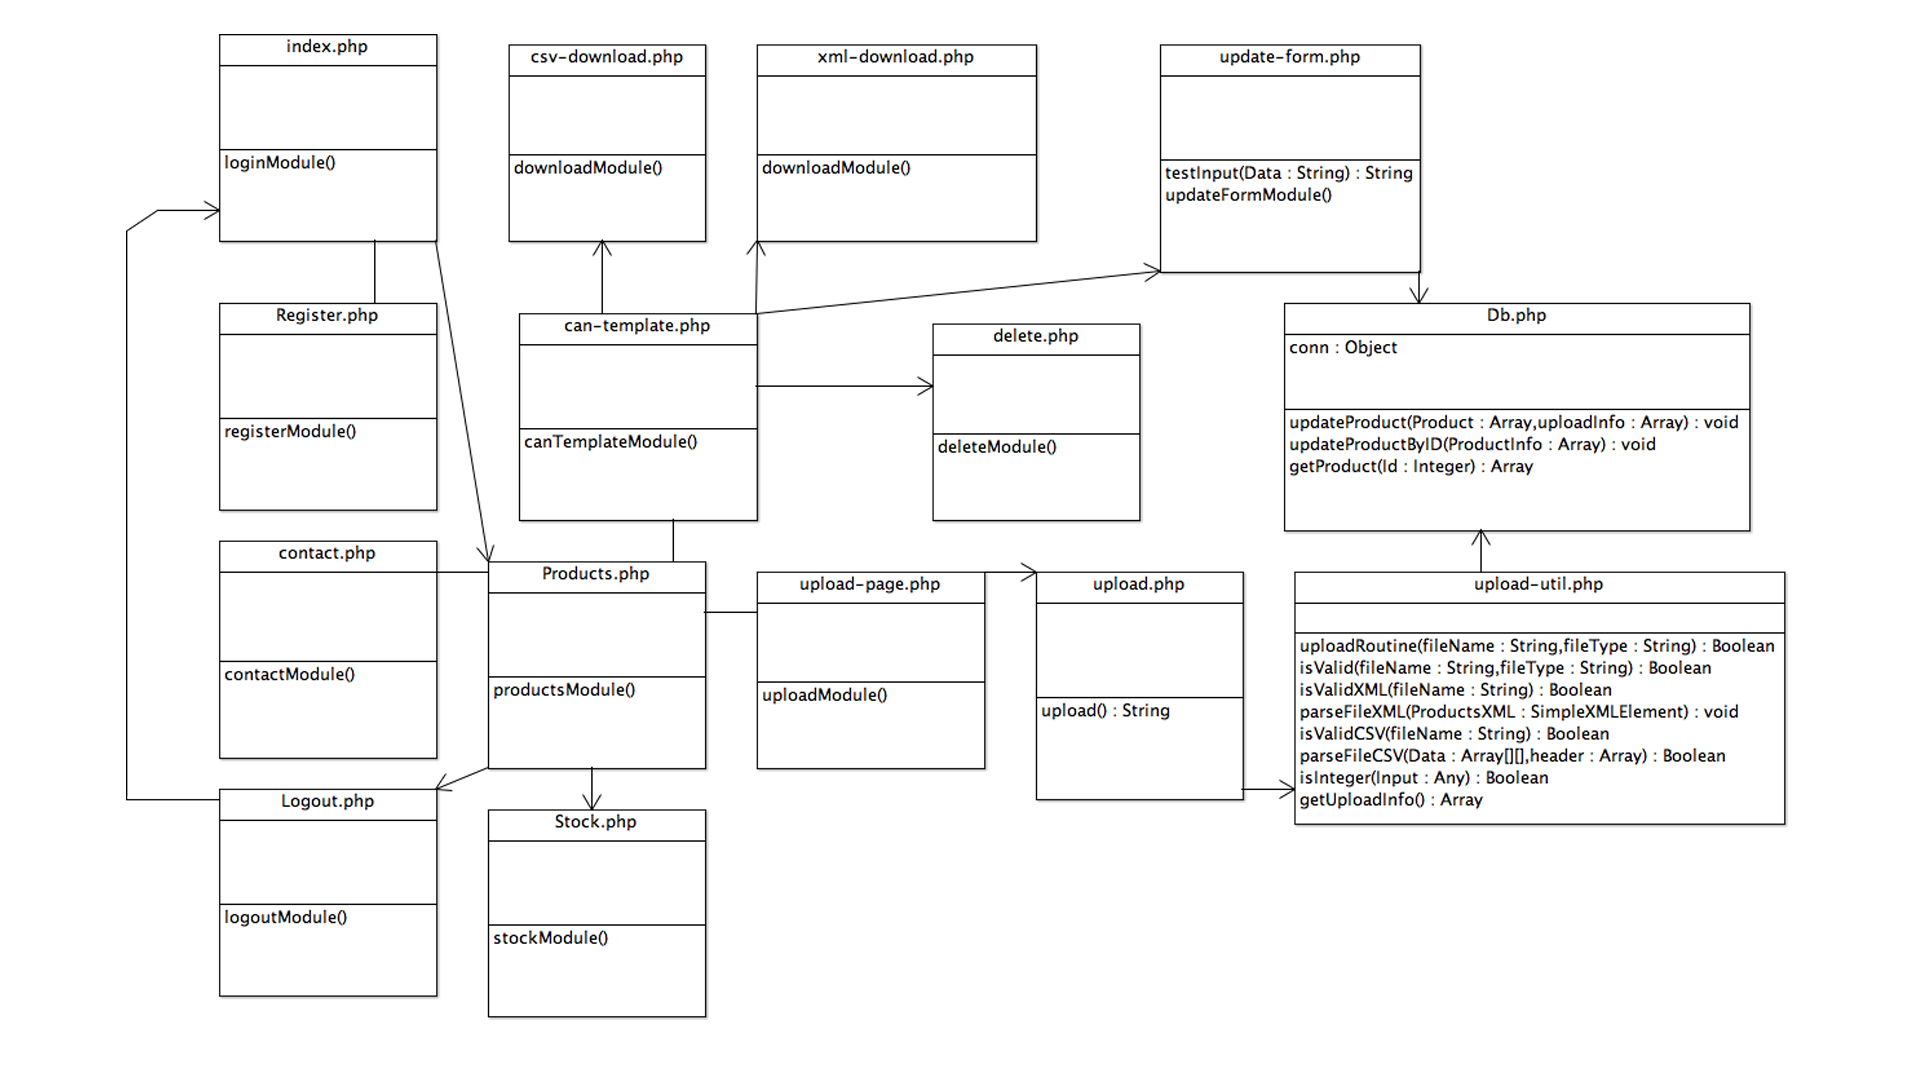 index.php
loginModule()
csv-download.php
downloadModule()
xml-download.php
downloadModule()
update-form.php
testInput(Data : String) : String
updateFormModule()
Register.php
registerModule()
can-template.php
canTemplateModule()
delete.php
deleteModule()
Db.php
conn : Object
updateProduct(Product : Array,uploadInfo : Array) : void
updateProductByID(ProductInfo : Array) : void
getProduct(Id : Integer) : Array
contact.php
contactModule()
Products.php
productsModule()
upload-page.php
uploadModule()
upload.php
upload() : String
upload-util.php
uploadRoutine(fileName : String,fileType : String) : Boolean
isValid(fileName : String,fileType : String) : Boolean
isValidXML(fileName : String) : Boolean
parseFileXML(ProductsXML : SimpleXMLElement) : void
isValidCSV(fileName : String) : Boolean
parseFileCSV(Data : Array[][],header : Array) : Boolean
isInteger(Input : Any) : Boolean
getUploadInfo() : Array
Logout.php
logoutModule()
Stock.php
stockModule()